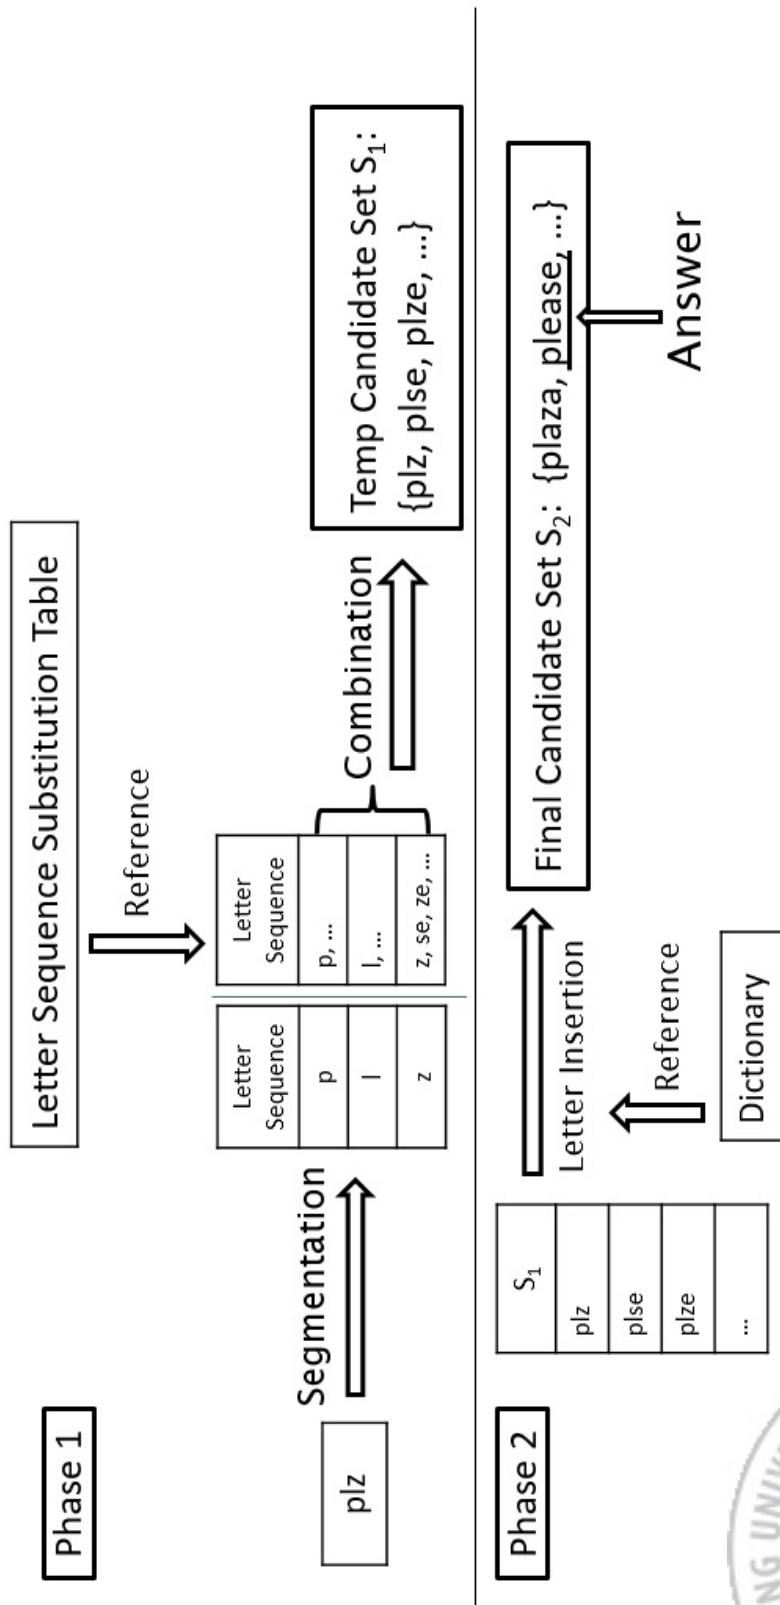 Phase 1
Letter Sequence Substitution Table
Reference
plz
Segmentation
Letter
Sequence
p
l
z
Letter
Sequence
p, ...
l, ...
z, se, ze, ...
Combination
Temp Candidate Set S₁:
{plz, plse, plze, ...}
Phase 2
S₁
plz
plse
plze
...
Letter Insertion
Reference
Dictionary
Final Candidate Set S₂: {plaza, please, ...}
Answer